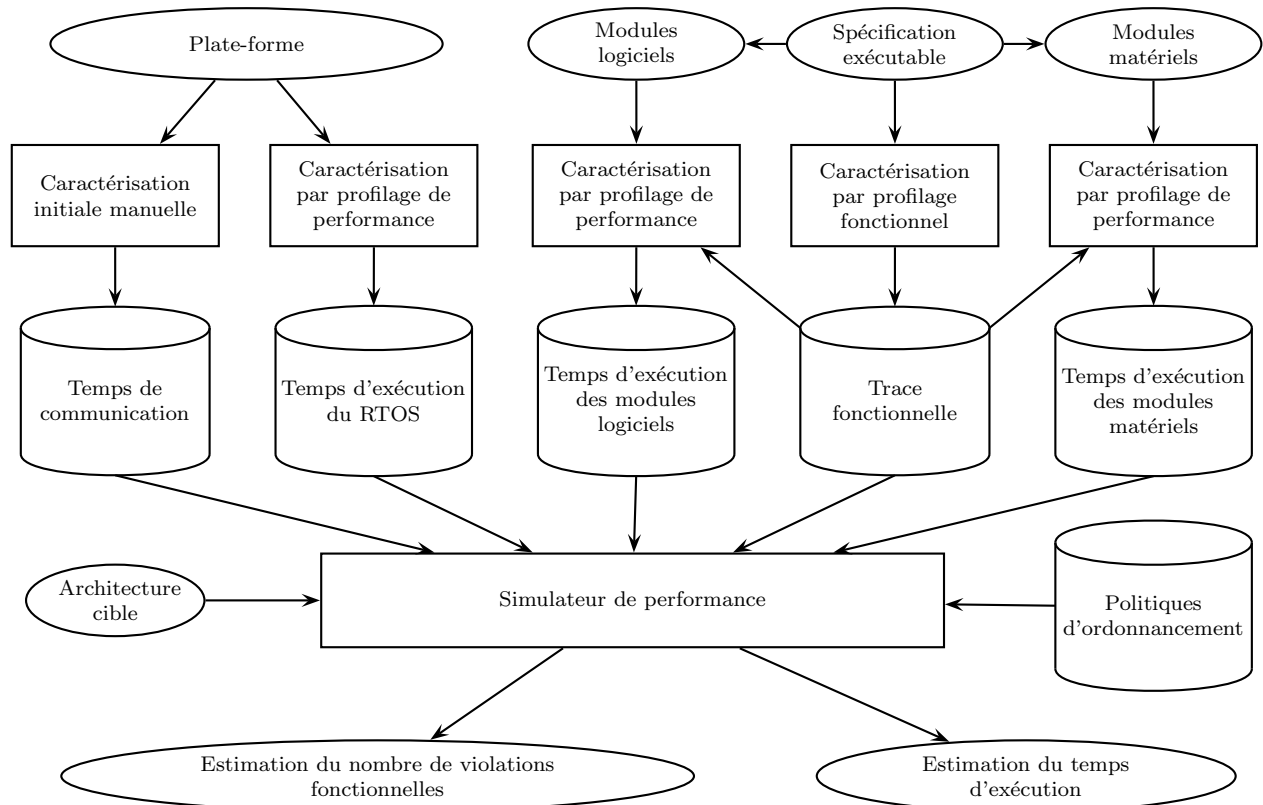 Plate-forme
Modules
logiciels
Spécification
exécutable
Modules
matériels
Caractérisation
initiale manuelle
Caractérisation
par profilage de
performance
Caractérisation
par profilage de
performance
Caractérisation
par profilage
fonctionnel
Caractérisation
par profilage de
performance
Temps de
communication
Temps d'exécution
du RTOS
Temps d'exécution
des modules
logiciels
Trace
fonctionnelle
Temps d'exécution
des modules
matériels
Architecture
cible
Simulateur de performance
Politiques
d'ordonnancement
Estimation du nombre de violations
fonctionnelles
Estimation du temps
d'exécution